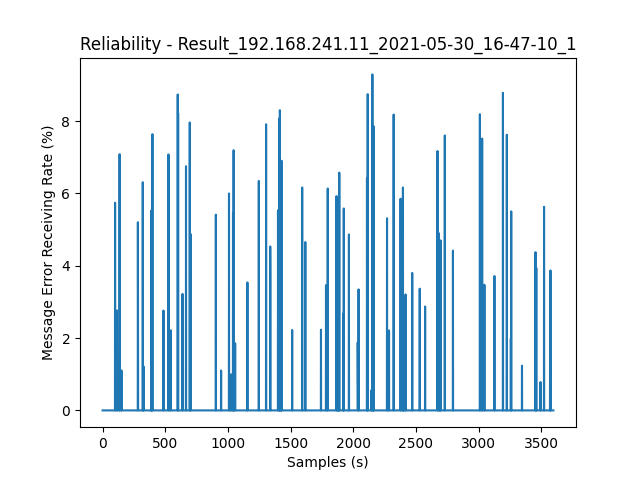 Reliability - Result_192.168.241.11_2021-05-30_16-47-10_1
Message Error Receiving Rate (%)
8
6
4
2
0
0 500 1000 1500 2000 2500 3000 3500
Samples (s)